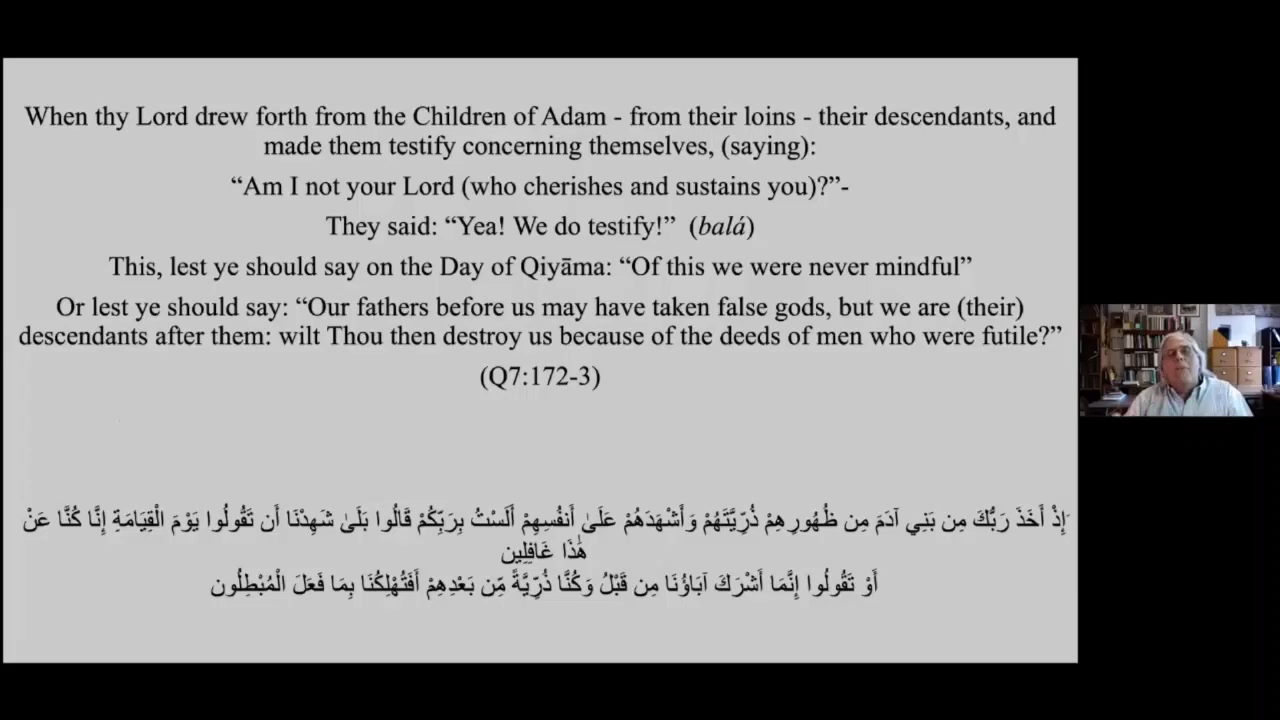 When thy Lord drew forth from the Children of Adam - from their loins - their descendants, and
made them testify concerning themselves, (saying):
“Am I not your Lord (who cherishes and sustains you)?”-
They said: “Yea! We do testify!” (balá)
This, lest ye should say on the Day of Qiyāma: “Of this we were never mindful”
Or lest ye should say: “Our fathers before us may have taken false gods, but we are (their)
descendants after them: wilt Thou then destroy us because of the deeds of men who were futile?”
(Q7:172-3)
َإِذْ أَخَذَ رَبُّكَ مِن بَنِي آدَمَ مِن ظُهُورِهِمْ ذُرِّيَّتَهُمْ وَأَشْهَدَهُمْ عَلَىٰ أَنفُسِهِمْ أَلَسْتُ بِرَبِّكُمْ قَالُوا بَلَىٰ شَهِدْنَا أَن تَقُولُوا يَوْمَ الْقِيَامَةِ إِنَّا كُنَّا عَنْ
هَٰذَا غَافِلِين
أَوْ تَقُولُوا إِنَّمَا أَشْرَكَ آبَاؤُنَا مِن قَبْلُ وَكُنَّا ذُرِّيَّةً مِّن بَعْدِهِمْ أَفَتُهْلِكُنَا بِمَا فَعَلَ الْمُبْطِلُون